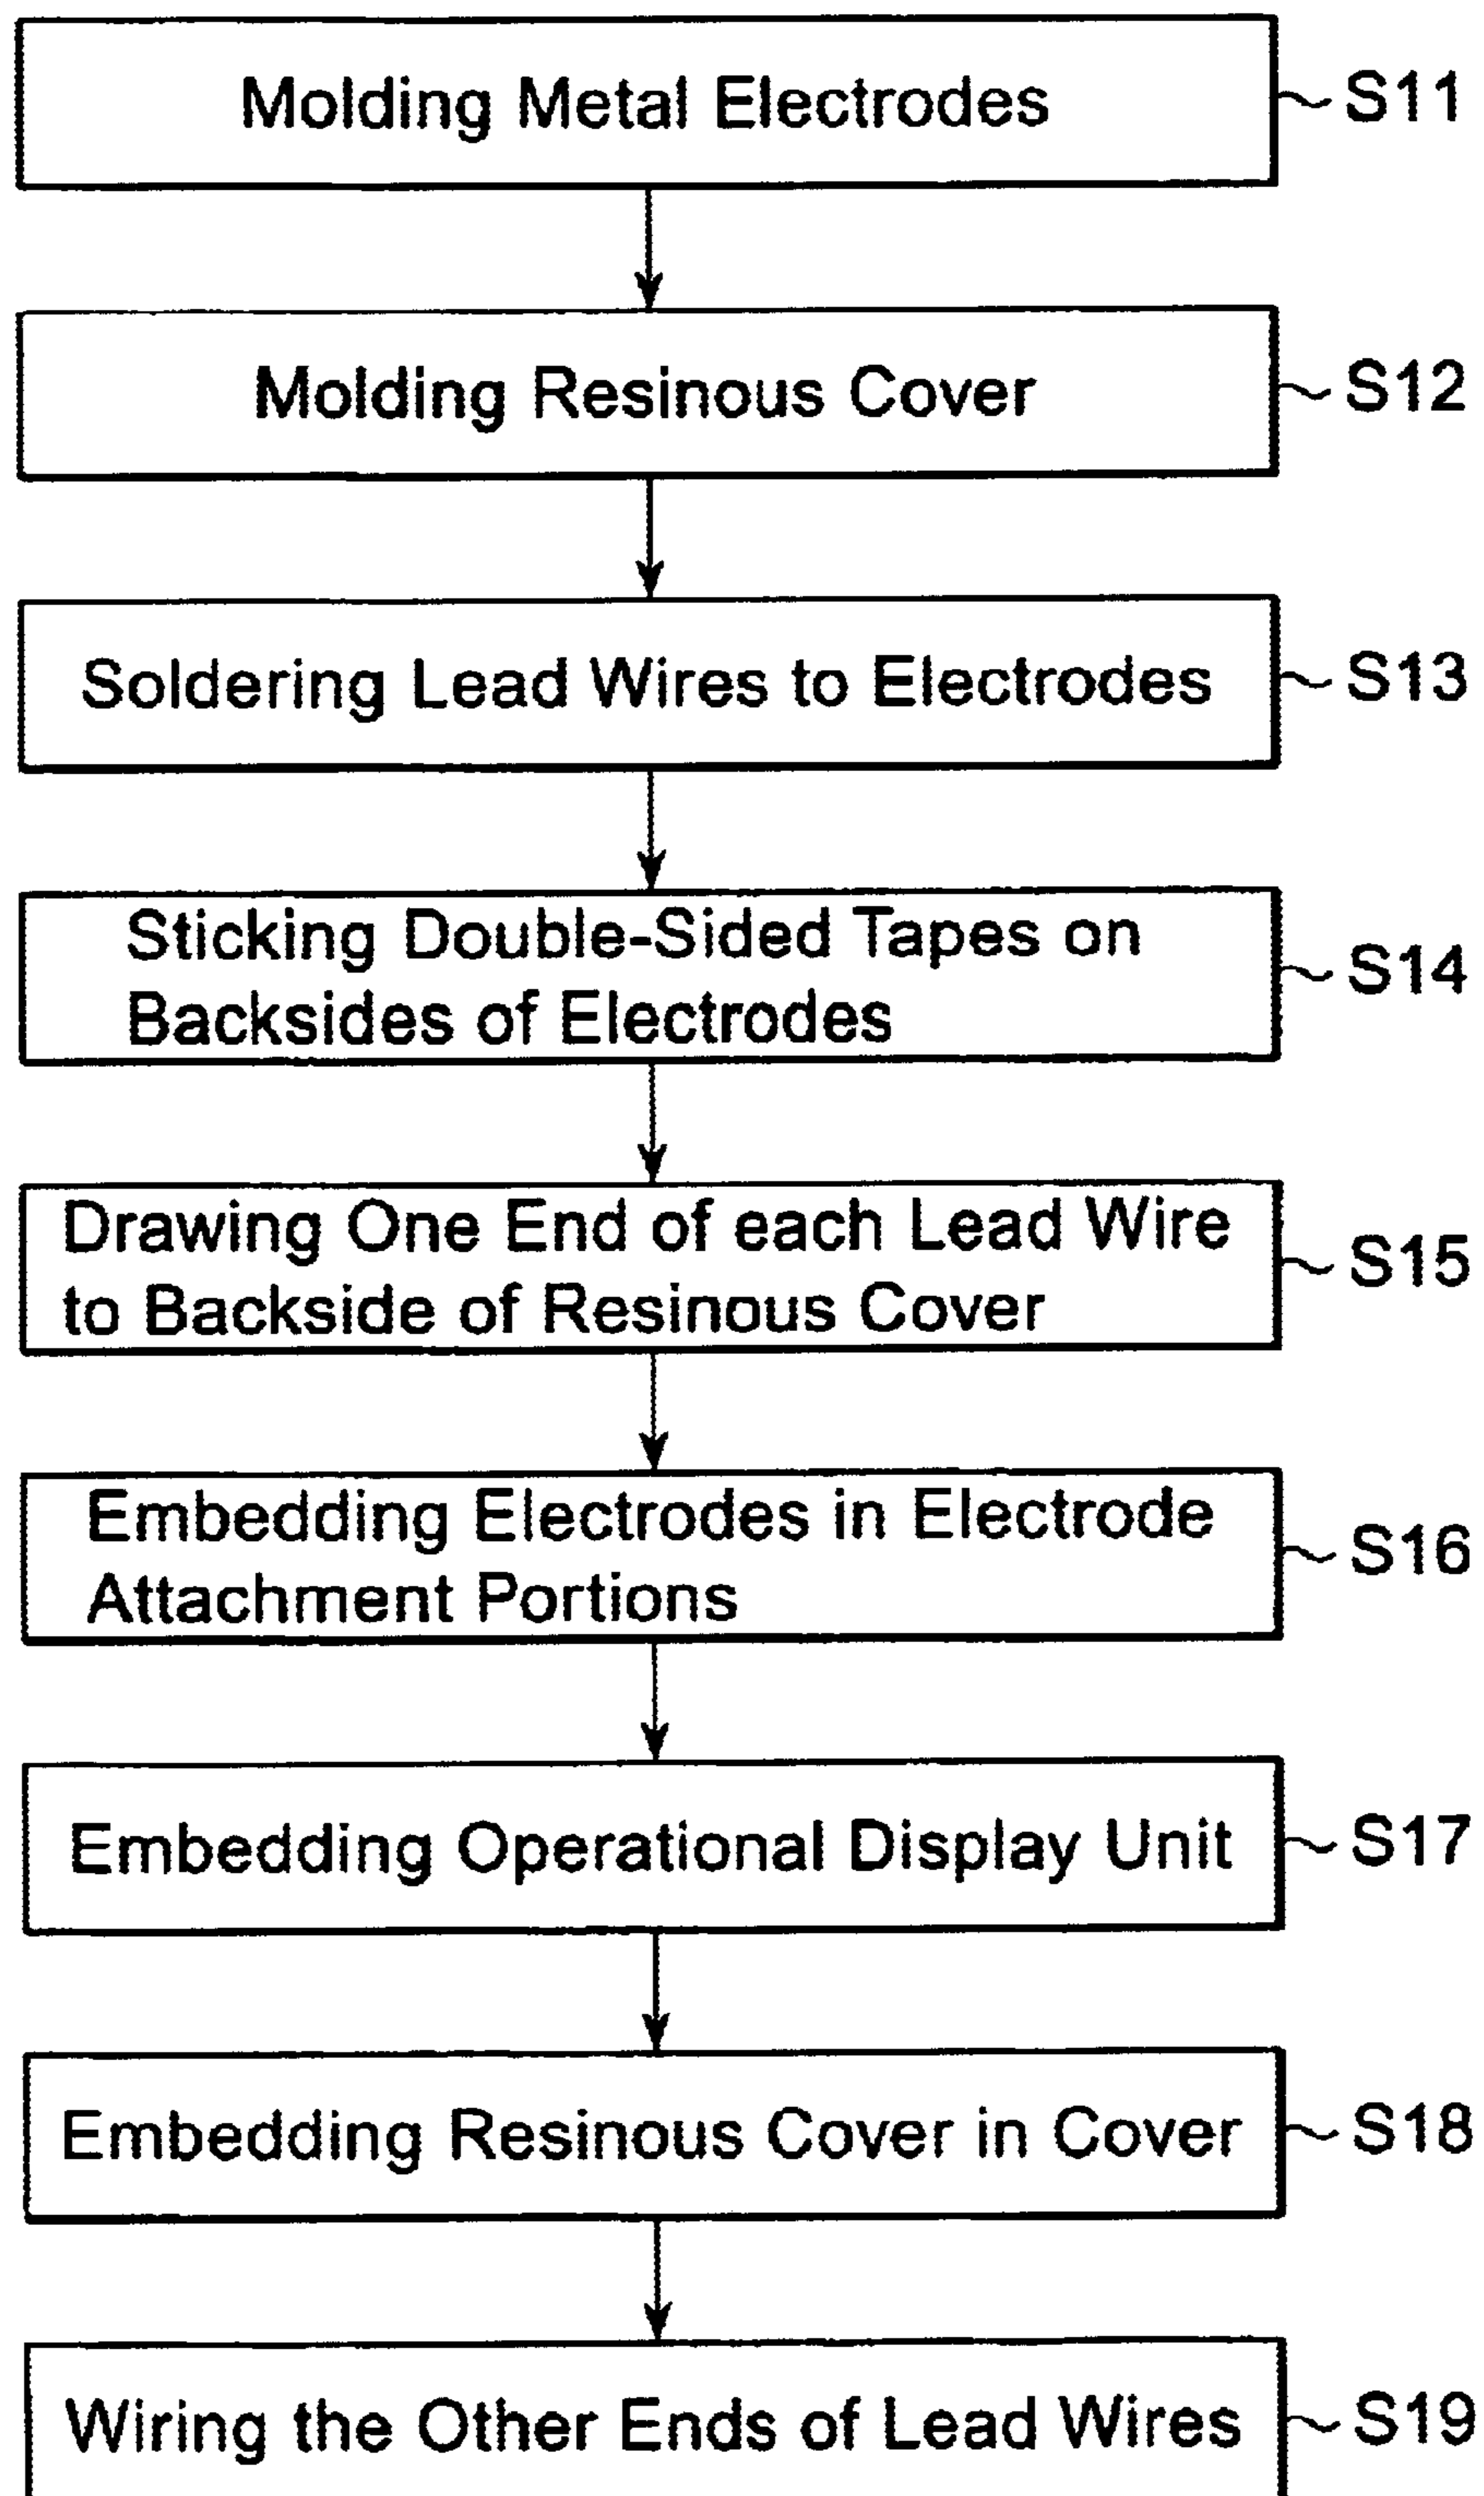 Molding Metal Electrodes
S11
Molding Resinous Cover
S12
Soldering Lead Wires to Electrodes
S13
Sticking Double-Sided Tapes on
Backsides of Electrodes
S14
Drawing One End of each Lead Wire
to Backside of Resinous Cover
S15
Embedding Electrodes in Electrode
Attachment Portions
S16
Embedding Operational Display Unit
S17
Embedding Resinous Cover in Cover
S18
Wiring the Other Ends of Lead Wires
S19